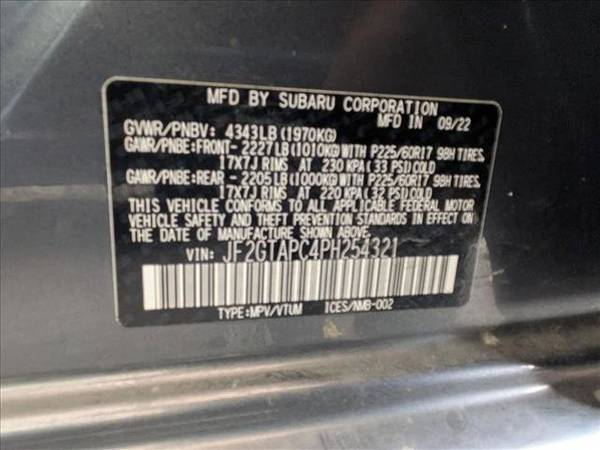 MFD BY SUBARU CORPORATION
MFD IN 09/22
GVWR/PNBV: 4343LB (1970KG)
GAWR/PNBE:FRONT- 2227LB(1010KG)WITH P225/60R17 98H TIRES,
17X7J RIMS AT 230 KPA(33 PSI)COLD
GAWR/PNBE:REAR - 2205LB(1000KG)WITH P225/60R17 98H TIRES,
17X7J RIMS AT 220 KPA(32 PSI)COLD
THIS VEHICLE CONFORMS TO ALL APPLICABLE FEDERAL MOTOR
VEHICLE SAFETY AND THEFT PREVENTION STANDARDS IN EFFECT ON
THE DATE OF MANUFACTURE SHOWN ABOVE.
VIN: JF2GTAPC4PH254321
TYPE:MPV/VTUM ICES/NMB-002